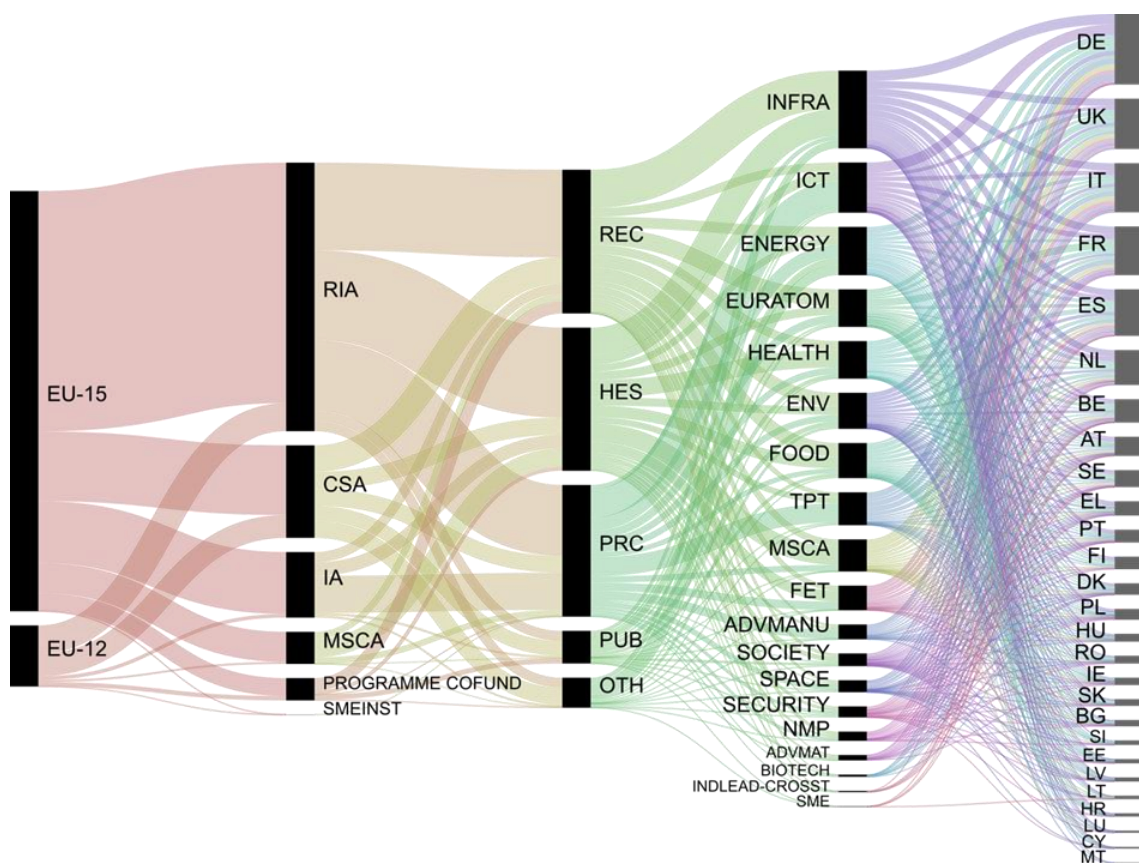 EU-15
EU-12
RIA
CSA
IA
MSCA
PROGRAMME COFUND
SMEINST
REC
HES
PRC
PUB
OTH
INFRA
ICT
ENERGY
EURATOM
HEALTH
ENV
FOOD
TPT
MSCA
FET
ADVMANU
SOCIETY
SPACE
SECURITY
NMP
ADVMAT
BIOTECH
INDLEAD-CROSST
SME
DE
UK
IT
FR
ES
NL
BE
AT
SE
EL
PT
FI
DK
PL
HU
RO
IE
SK
BG
SI
EE
LV
LT
HR
LU
CY
MT